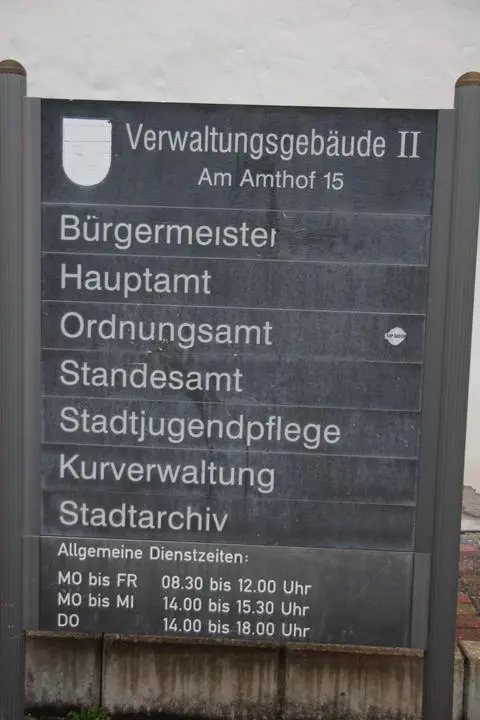 Verwaltungsgebäude II
Am Amthof 15
Bürgermeister
Hauptamt
Ordnungsamt
Standesamt
Stadtjugendpflege
Kurverwaltung
Stadtarchiv
Allgemeine Dienstzeiten:
MO bis FR 08.30 bis 12.00 Uhr
MO bis MI 14.00 bis 15.30 Uhr
DO 14.00 bis 18.00 Uhr